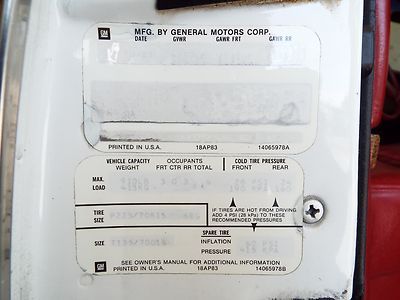 GM MFG. BY GENERAL MOTORS CORP.
DATE GVWR GAWR FRT GAWR RR
PRINTED IN U.S.A. 18AP83 14065978A
VEHICLE CAPACITY OCCUPANTS COLD TIRE PRESSURE
WEIGHT FRT CTR RR TOTAL FRONT REAR
MAX.
LOAD
IF TIRES ARE HOT FROM DRIVING
ADD 4 PSI (28 kPa) TO THESE
RECOMMENDED PRESSURES
TIRE
SIZE
SPARE TIRE
SIZE INFLATION
PRESSURE
SEE OWNER'S MANUAL FOR ADDITIONAL INFORMATION
GM PRINTED IN U.S.A. 18AP83 14065978B